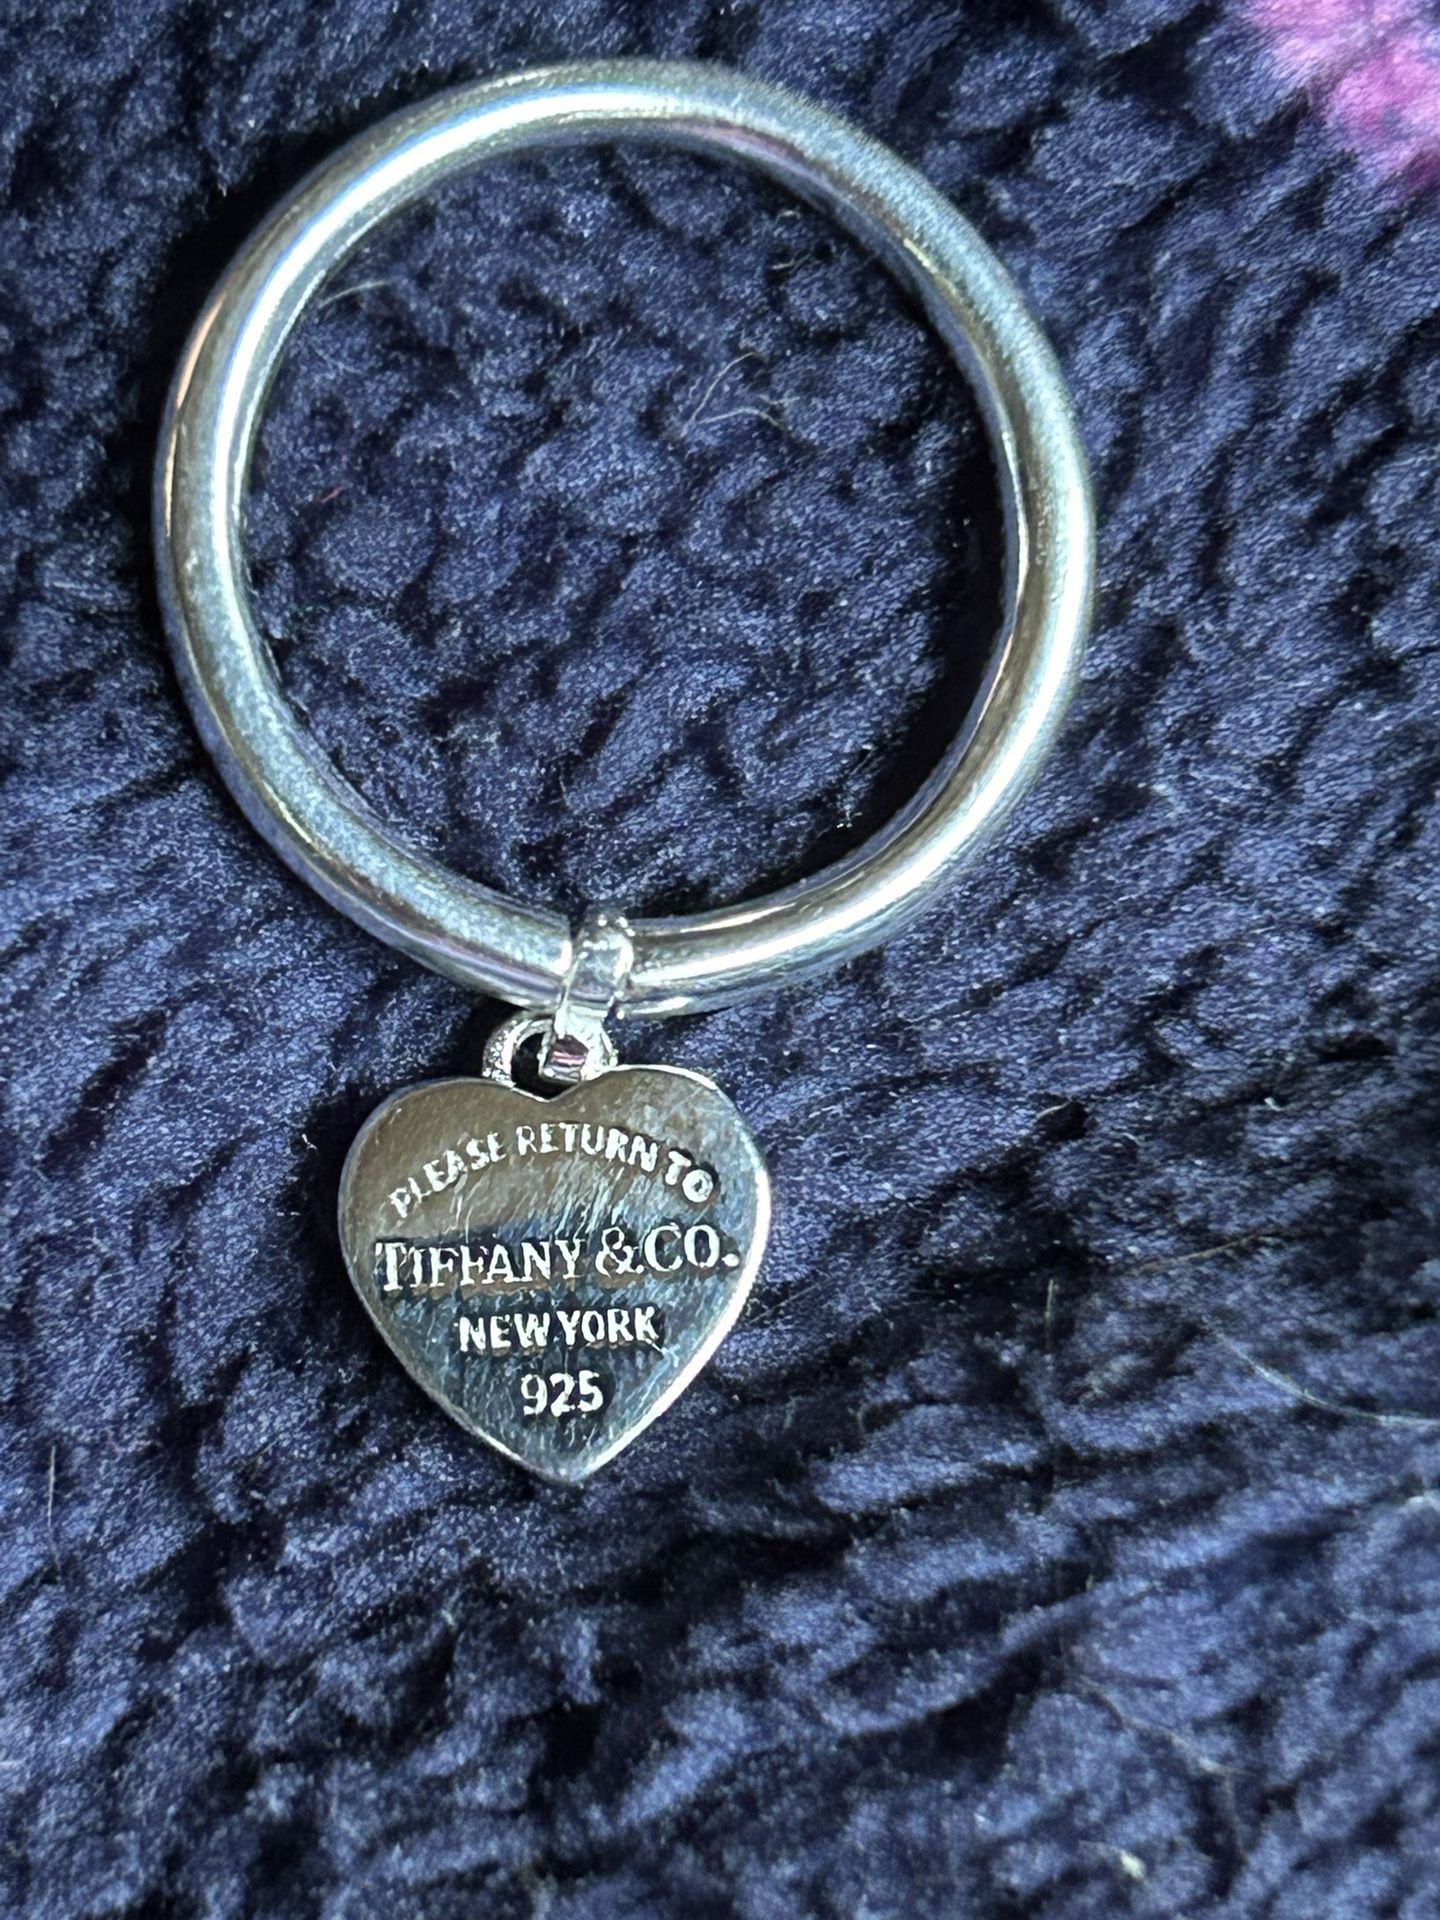 PLEASE RETURN TO
TIFFANY & CO.
NEW YORK
925